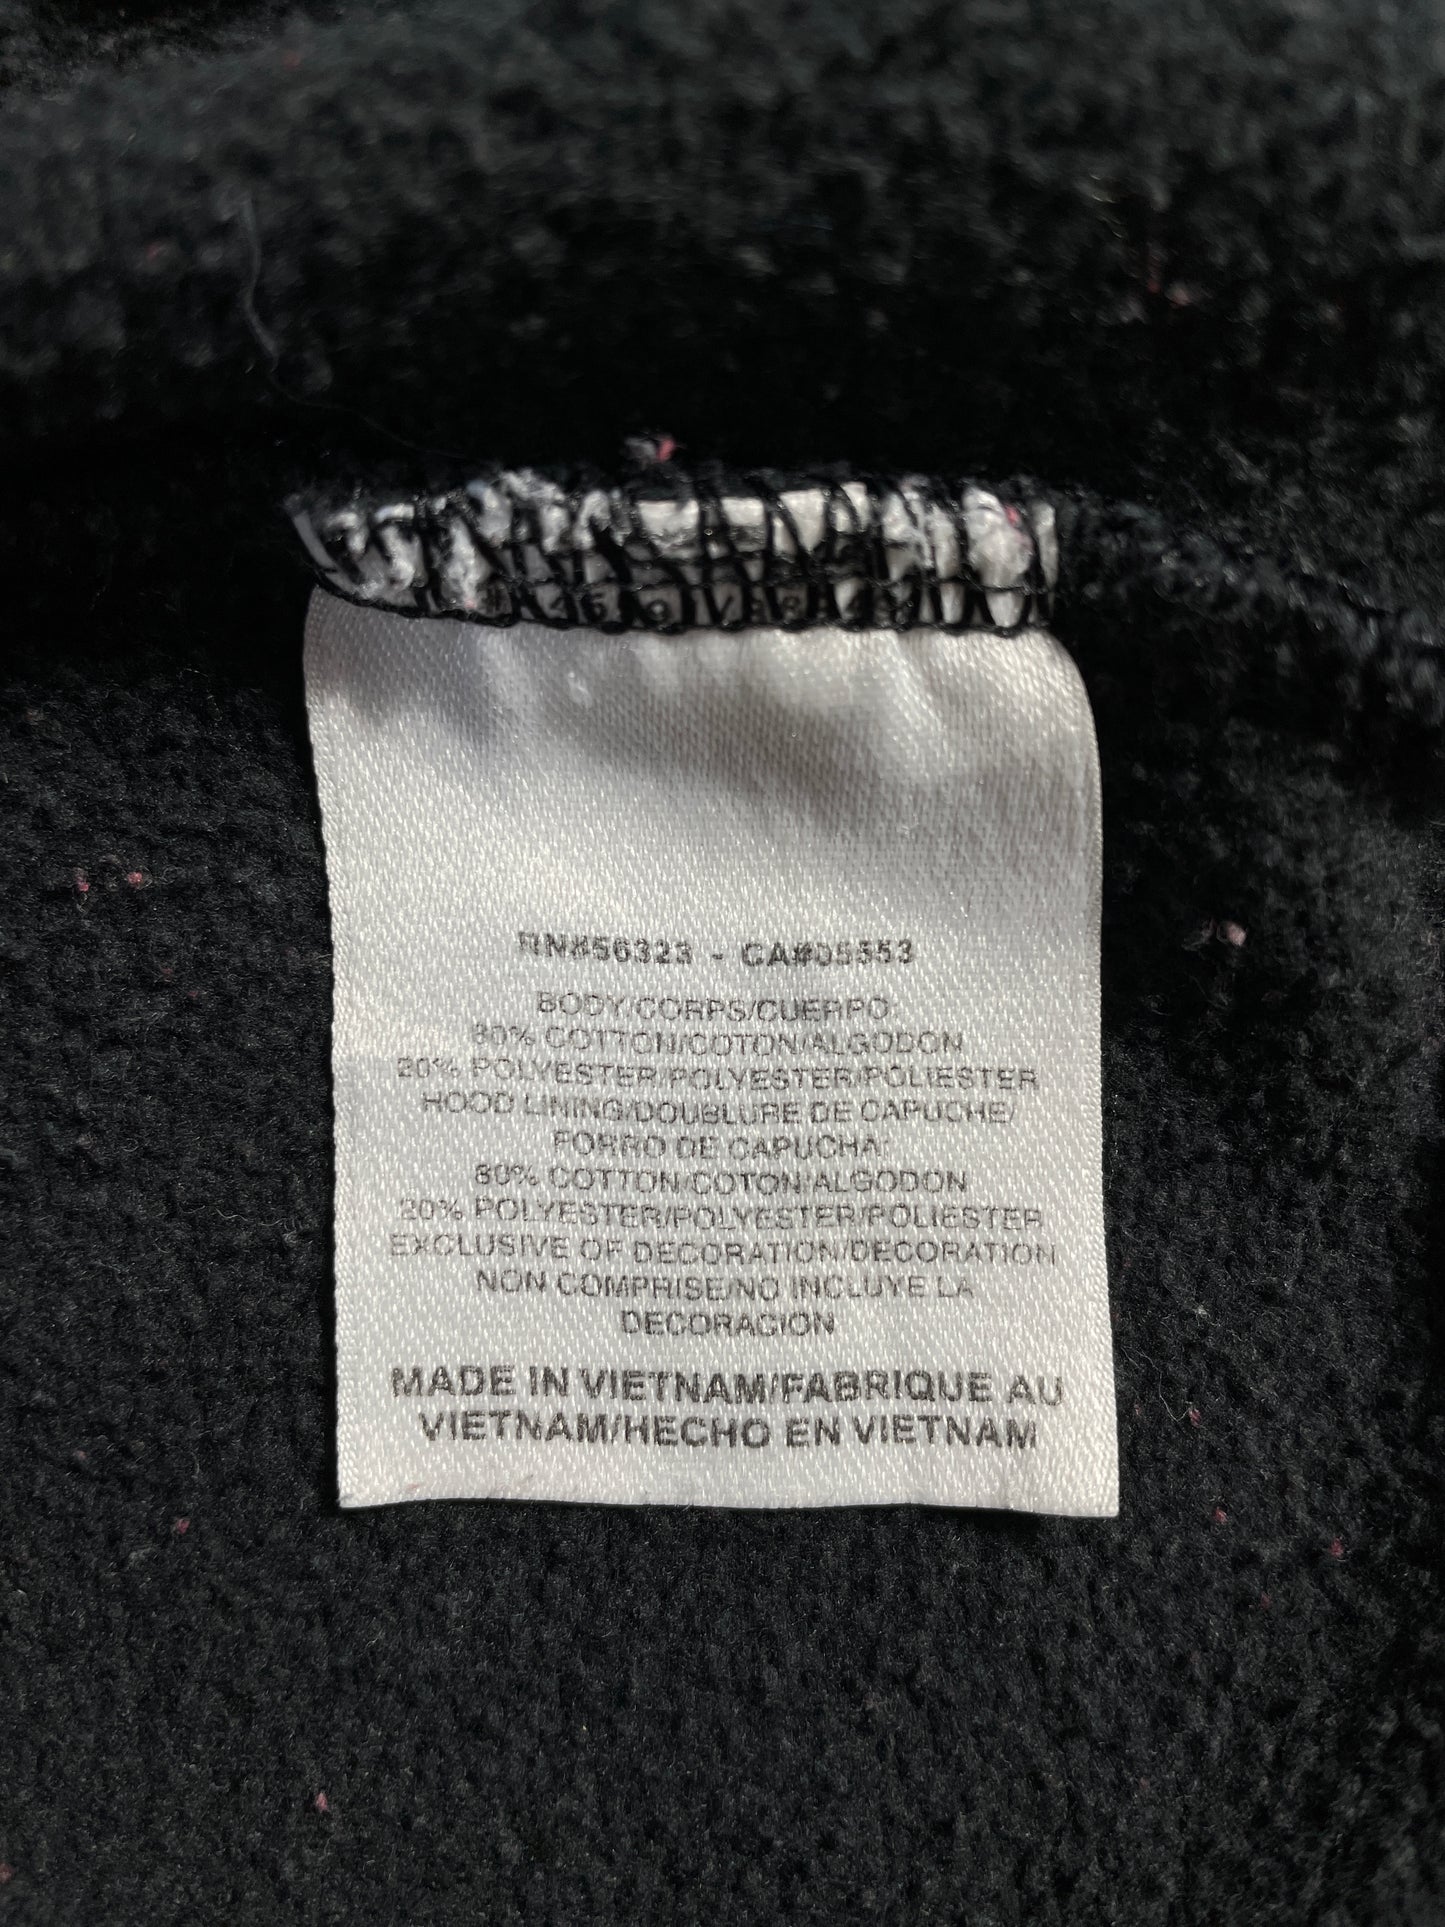 RN#56323 - CA#05553
BODY/CORPS/CUERPO:
80% COTTON/COTON/ALGODON
20% POLYESTER/POLYESTER/POLIESTER
HOOD LINING/DOUBLURE DE CAPUCHE/
FORRO DE CAPUCHA:
80% COTTON/COTON/ALGODON
20% POLYESTER/POLYESTER/POLIESTER
EXCLUSIVE OF DECORATION/DECORATION
NON COMPRISE/NO INCLUYE LA
DECORACION
MADE IN VIETNAM/FABRIQUE AU
VIETNAM/HECHO EN VIETNAM